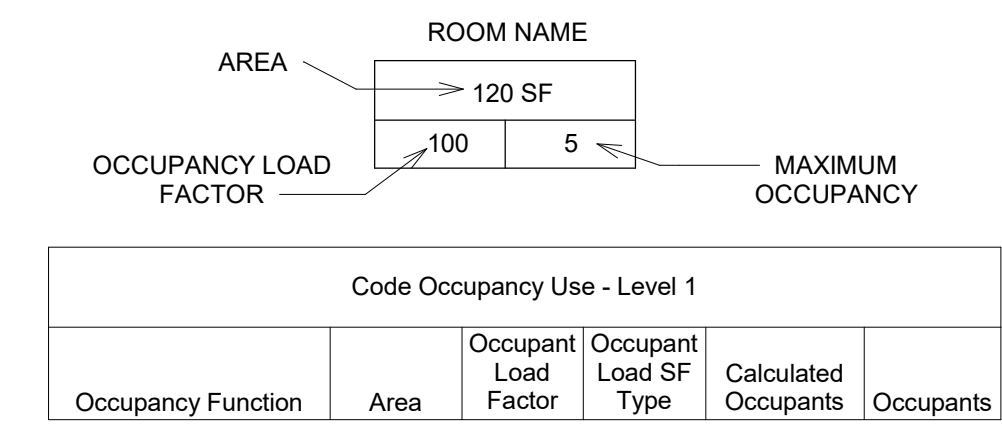 ROOM NAME
AREA
120 SF
100
5
OCCUPANCY LOAD
FACTOR
MAXIMUM
OCCUPANCY
Code Occupancy Use - Level 1
Occupancy Function
Area
Occupant
Load
Factor
Occupant
Load SF
Type
Calculated
Occupants
Occupants